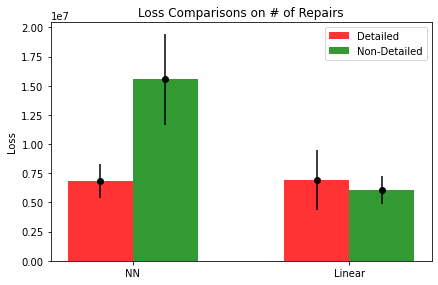 Loss Comparisons on # of Repairs
1e7
Detailed
Non-Detailed
2.00
1.75
1.50
1.25
1.00
0.75
0.50
0.25
0.00
Loss
NN
Linear